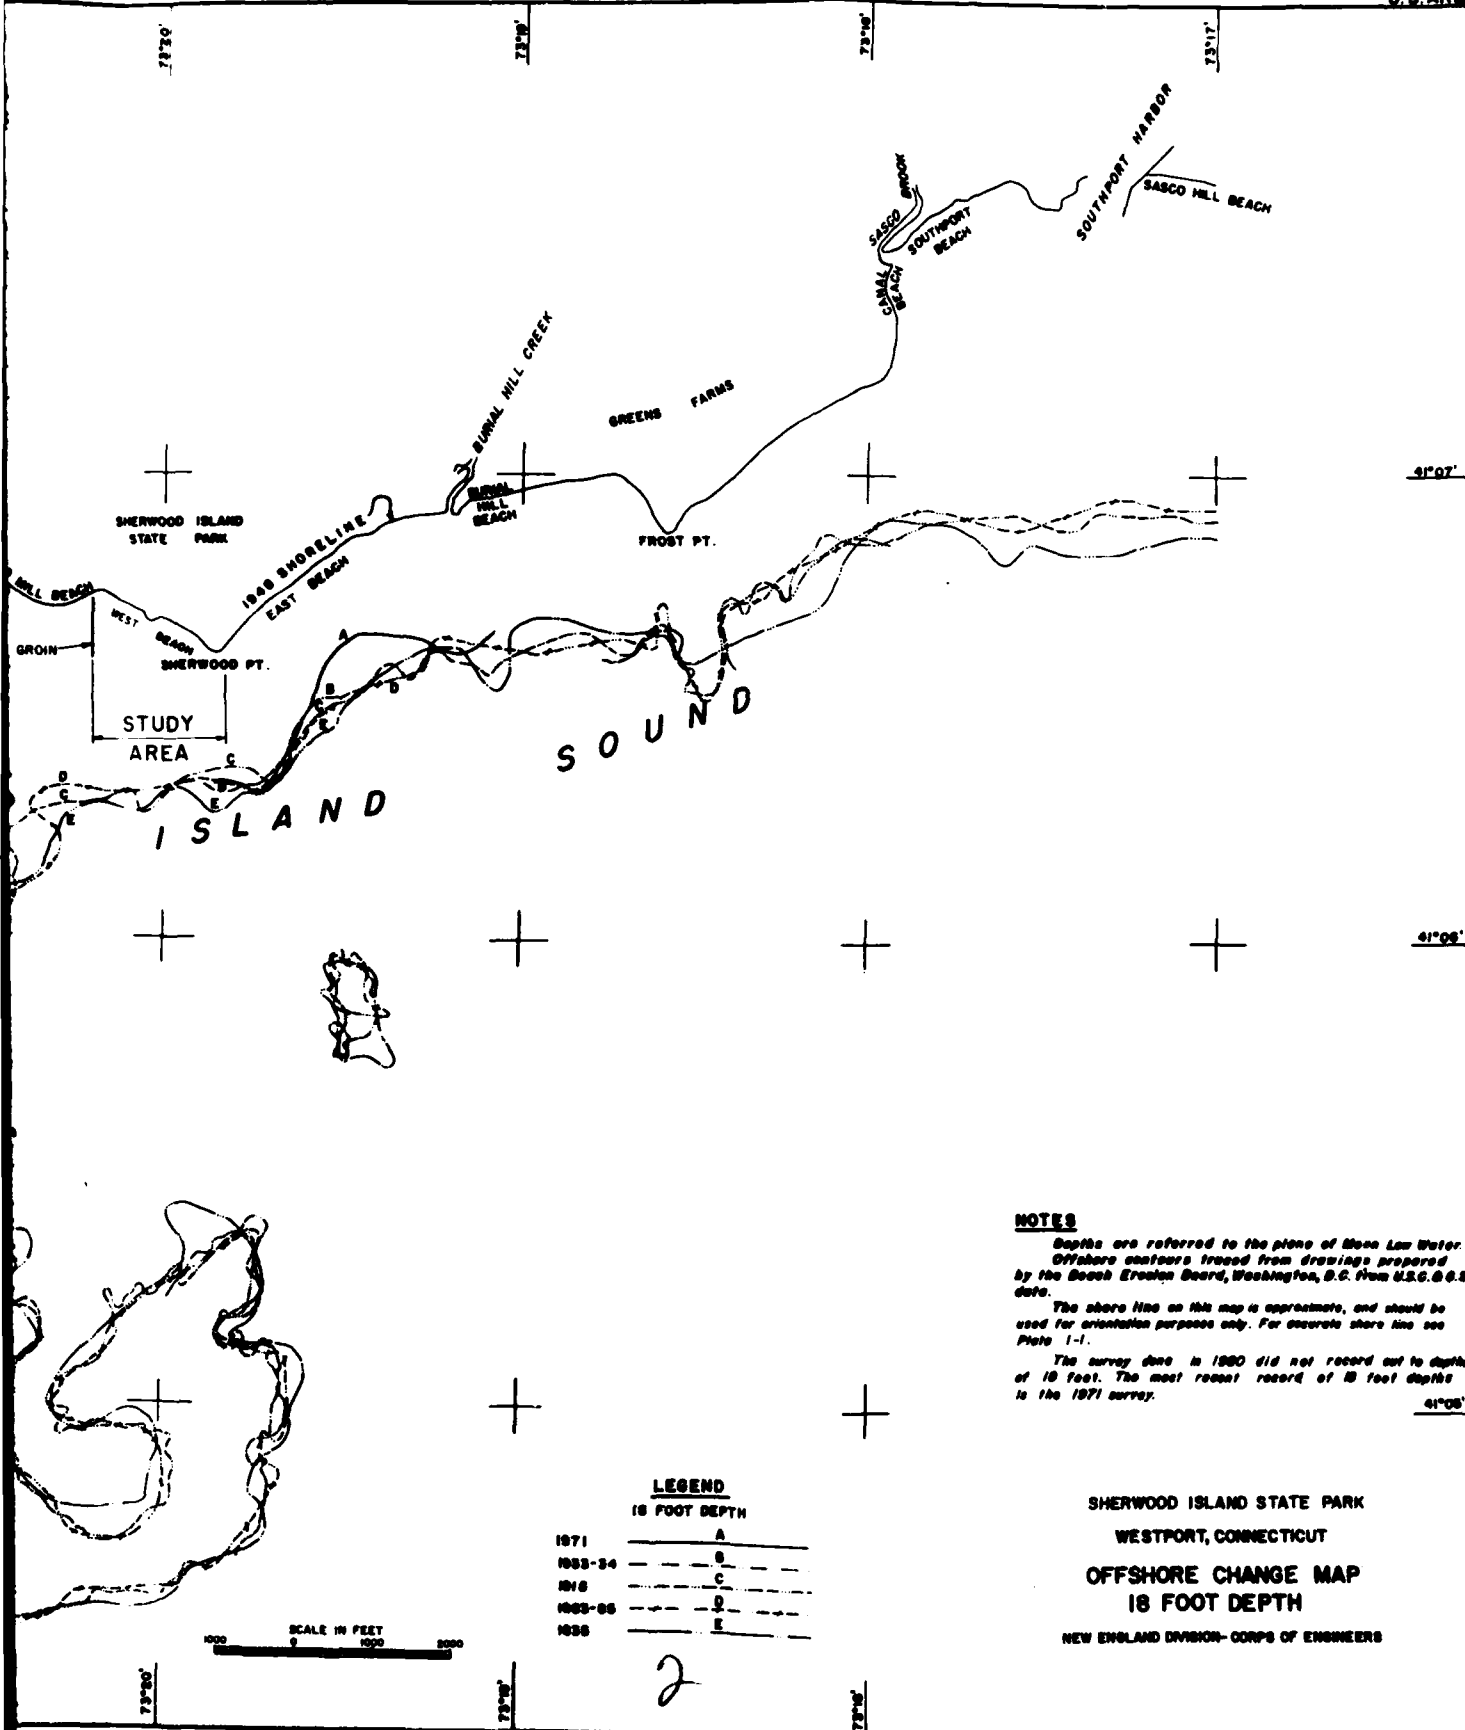 73°20'
73°19'
73°18'
73°17'
SOUTHPORT HARBOR
SASCO HILL BEACH
SASCO BROOK
SOUTHPORT
BEACH
CANAL
BEACH
BURIAL HILL CREEK
GREENS FARMS
41°07'
BURIAL
HILL
BEACH
SHERWOOD ISLAND
STATE PARK
1949 SHORELINE
EAST BEACH
FROST PT.
MILL BEACH
WEST BEACH
GROIN
SHERWOOD PT.
A
B
C
D
E
STUDY
AREA
C
D
C
E
B
E
ISLAND SOUND
41°06'
NOTES
Depths are referred to the plane of Mean Low Water.
Offshore contours traced from drawings prepared
by the Beach Erosion Board, Washington, D.C. from U.S.C.&G.S
data.
The shore line on this map is approximate, and should be
used for orientation purposes only. For accurate shore line see
Plate 1-1.
The survey done in 1980 did not record out to depths
of 18 feet. The most recent record of 18 foot depths
is the 1971 survey.
41°05'
LEGEND
18 FOOT DEPTH
1971 A
1933-34 B
1916 C
D
E
SHERWOOD ISLAND STATE PARK
WESTPORT, CONNECTICUT
OFFSHORE CHANGE MAP
18 FOOT DEPTH
NEW ENGLAND DIVISION-CORPS OF ENGINEERS
SCALE IN FEET
1000 0 1000 2000
2
73°20'
73°19'
73°18'